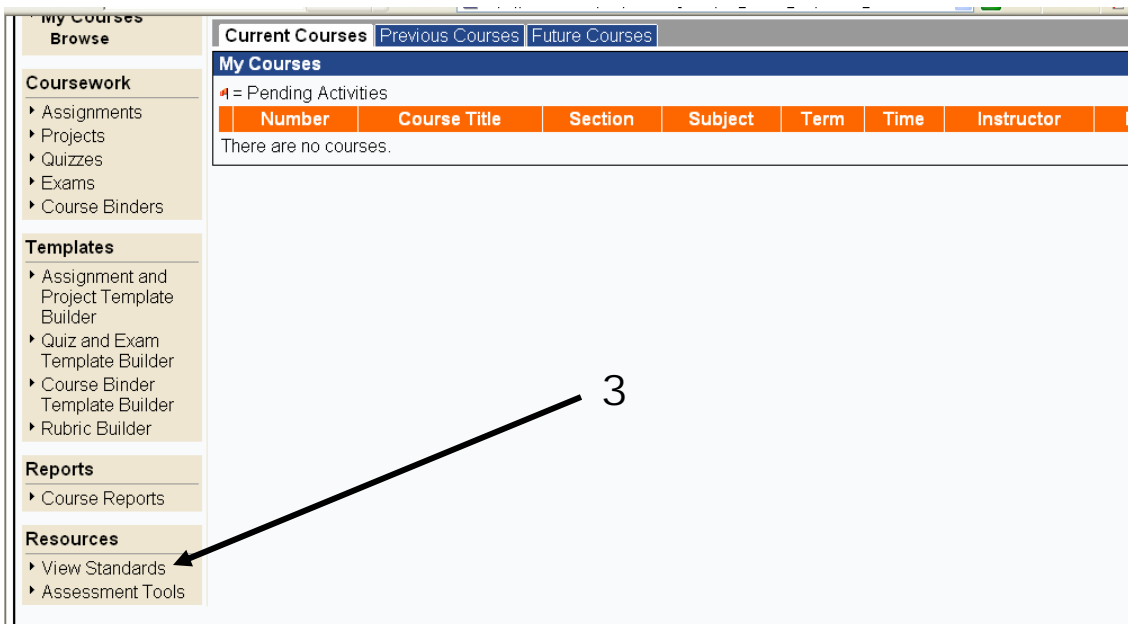 My Courses
Browse
Current Courses Previous Courses Future Courses
My Courses
= Pending Activities
Number Course Title Section Subject Term Time Instructor
There are no courses.
Coursework
Assignments
Projects
Quizzes
Exams
Course Binders
Templates
Assignment and
Project Template
Builder
Quiz and Exam
Template Builder
Course Binder
Template Builder
Rubric Builder
3
Reports
Course Reports
Resources
View Standards
Assessment Tools